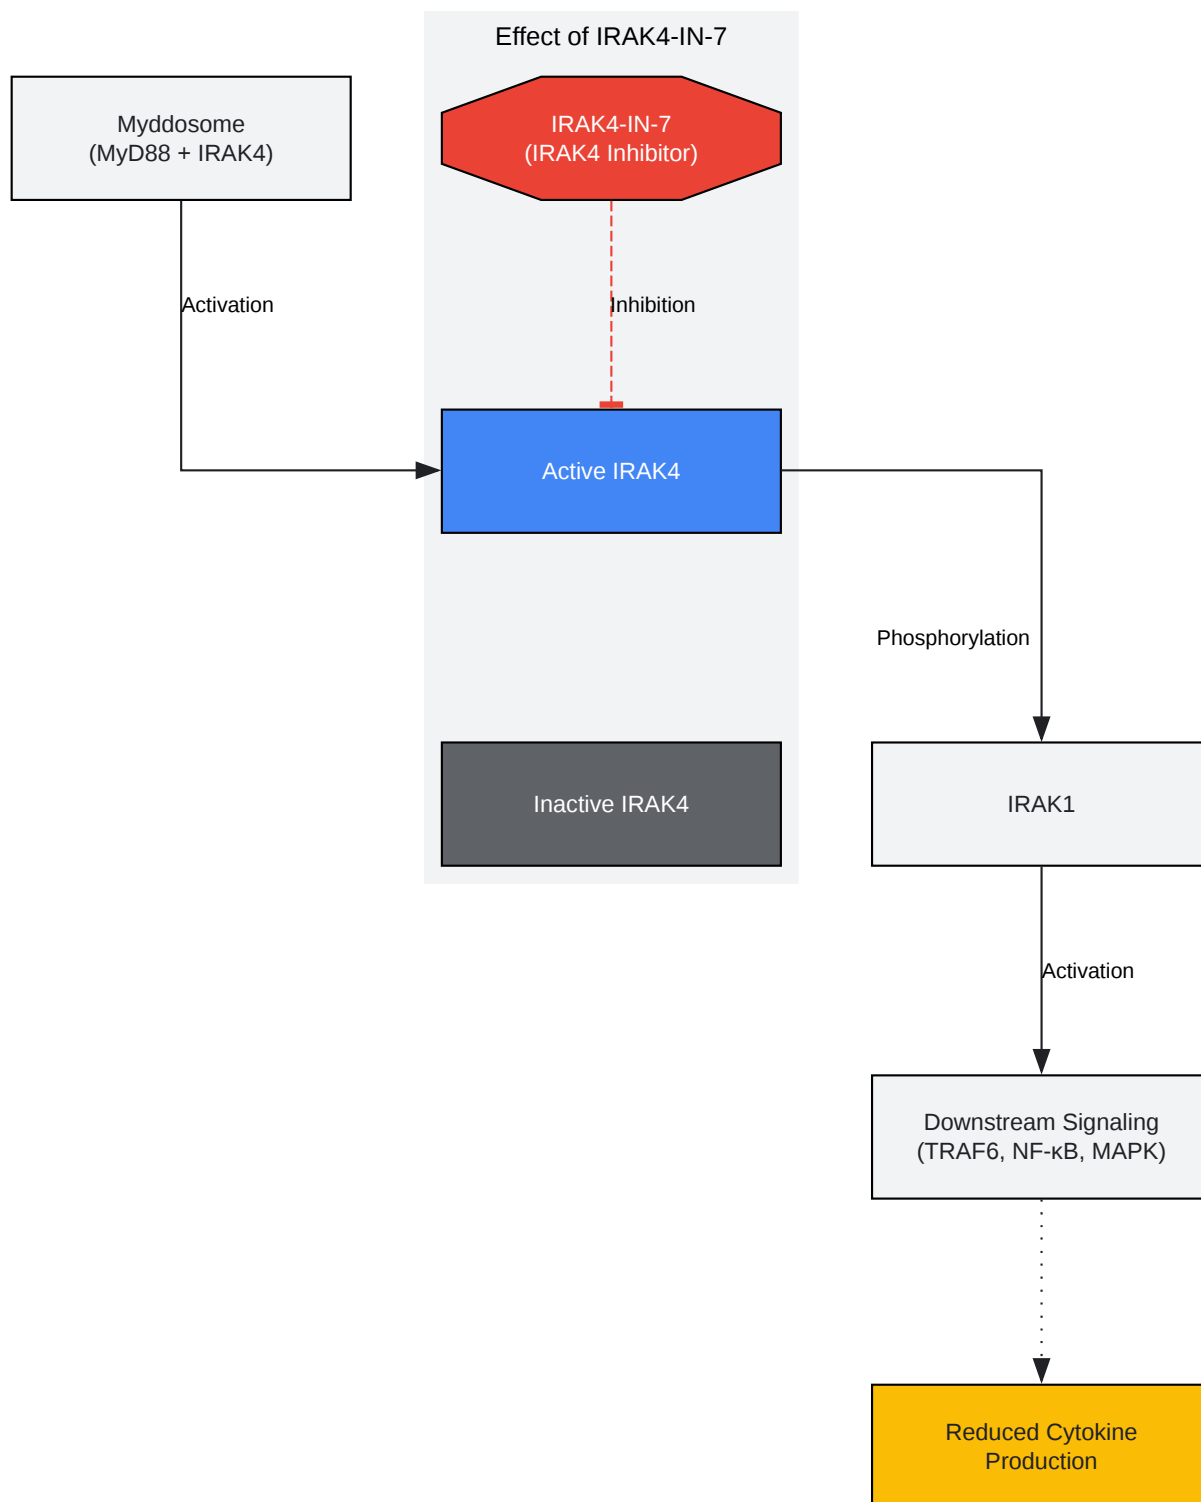 Effect of IRAK4-IN-7
Myddosome
(MyD88 + IRAK4)
IRAK4-IN-7
(IRAK4 Inhibitor)
Activation
Inhibition
Active IRAK4
Phosphorylation
Inactive IRAK4
IRAK1
Activation
Downstream Signaling
(TRAF6, NF-κB, MAPK)
Reduced Cytokine
Production